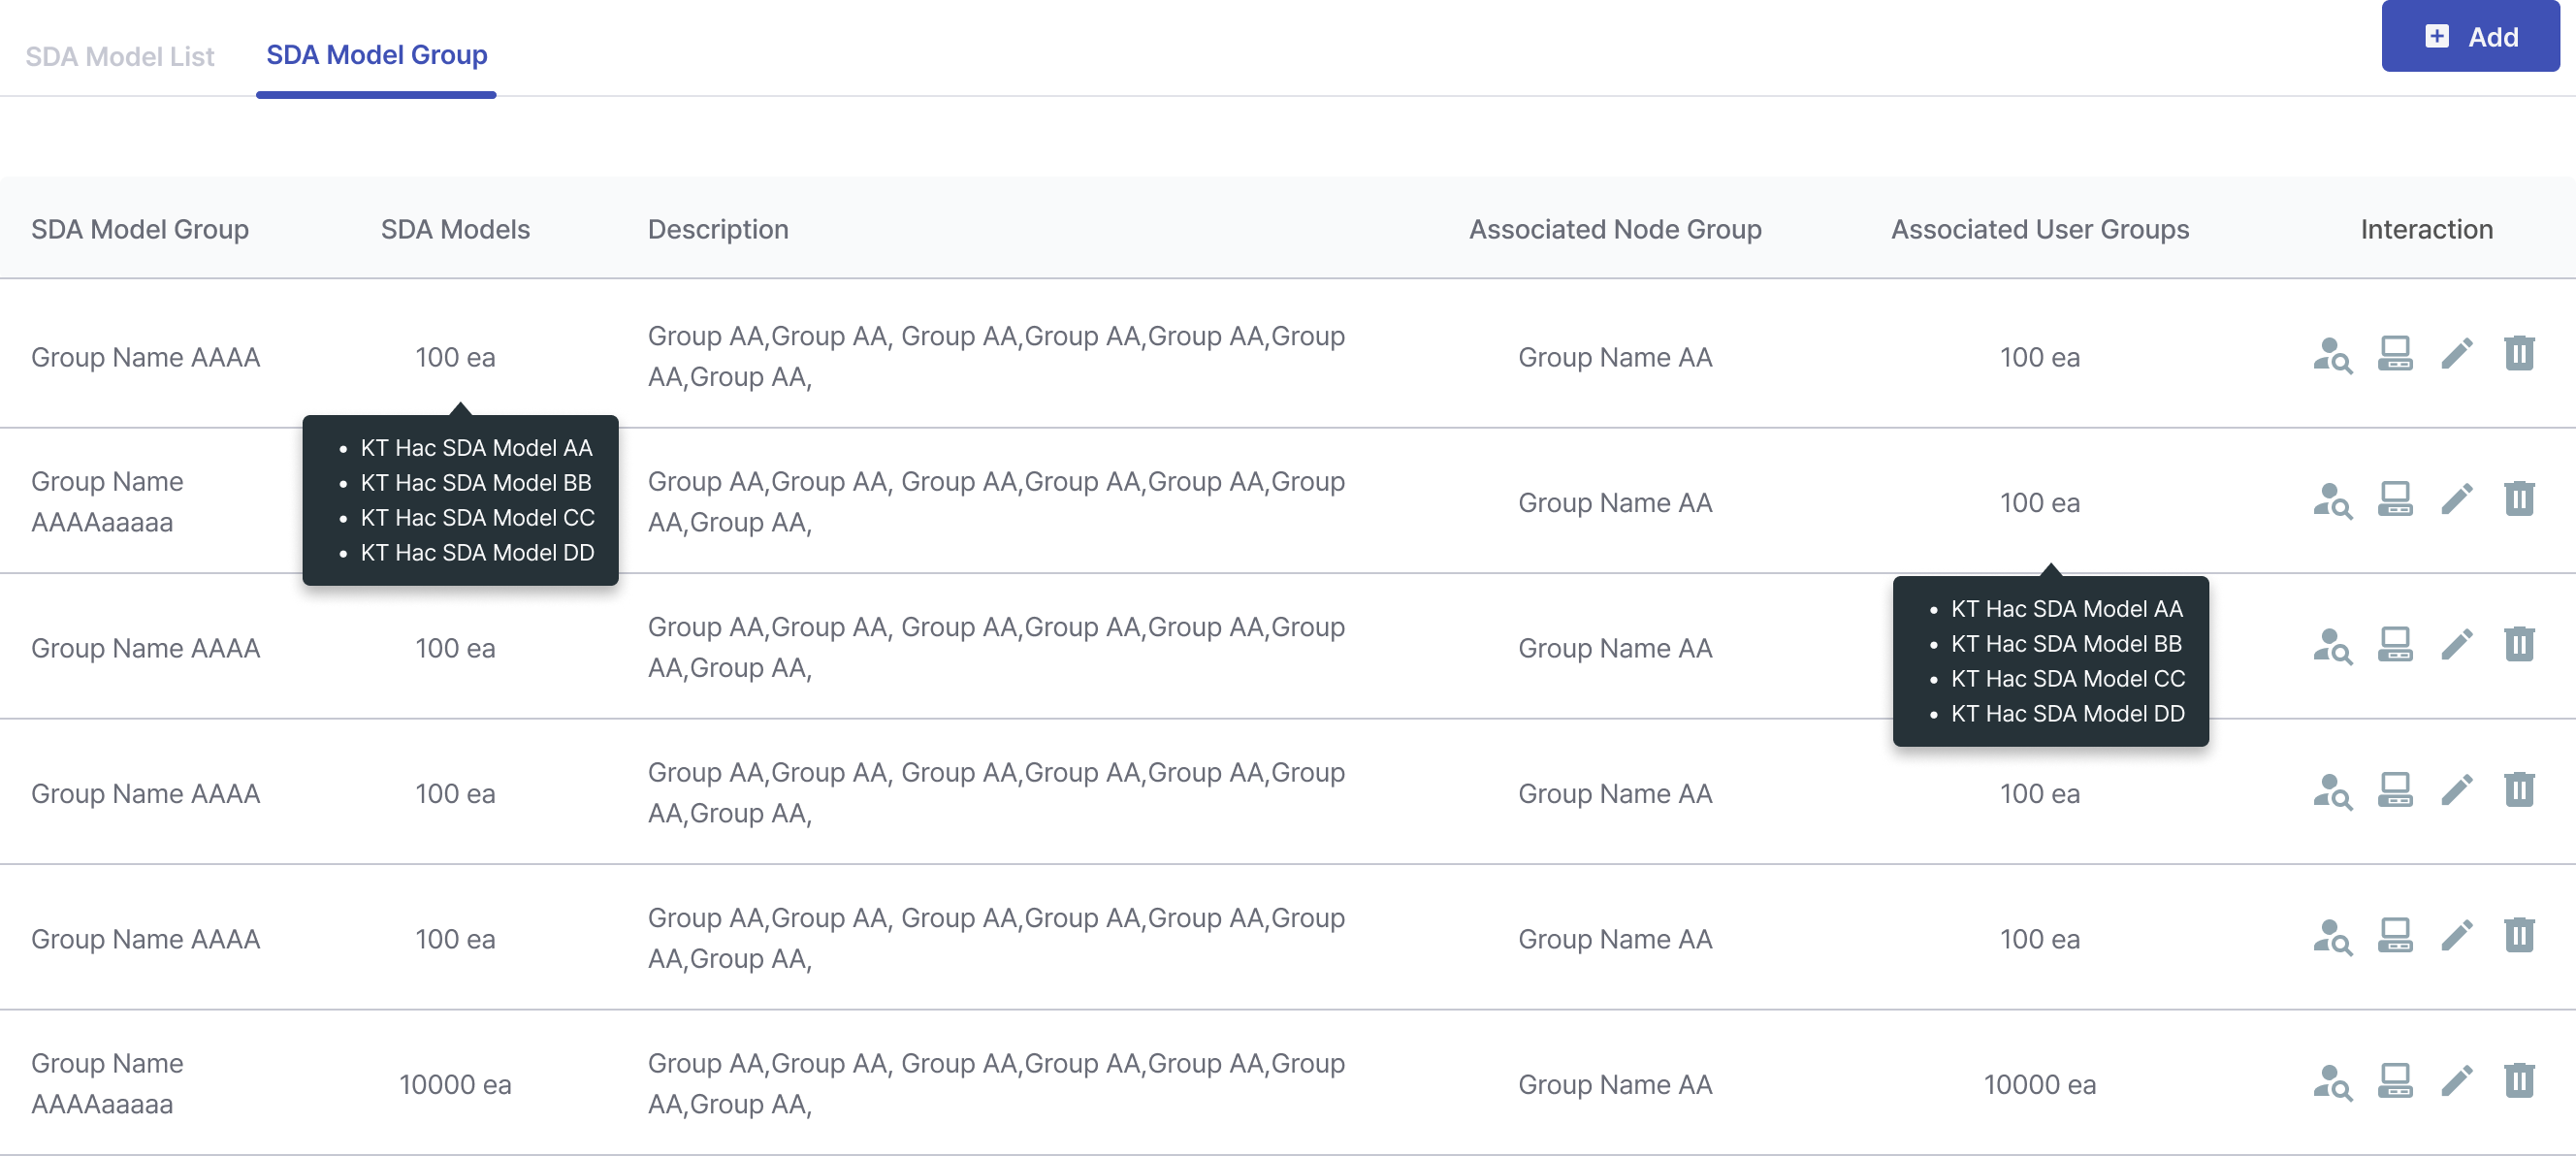 SDA Model List
SDA Model Group
Add
SDA Model Group
SDA Models
Description
Associated Node Group
Associated User Groups
Interaction
Group Name AAAA
100 ea
Group AA,Group AA, Group AA,Group AA,Group AA,Group
AA,Group AA,
Group Name AA
100 ea
KT Hac SDA Model AA
KT Hac SDA Model BB
KT Hac SDA Model CC
KT Hac SDA Model DD
Group Name
AAAAaaaaa
Group AA,Group AA, Group AA,Group AA,Group AA,Group
AA,Group AA,
Group Name AA
100 ea
KT Hac SDA Model AA
KT Hac SDA Model BB
KT Hac SDA Model CC
KT Hac SDA Model DD
Group Name AAAA
100 ea
Group AA,Group AA, Group AA,Group AA,Group AA,Group
AA,Group AA,
Group Name AA
Group Name AAAA
100 ea
Group AA,Group AA, Group AA,Group AA,Group AA,Group
AA,Group AA,
Group Name AA
100 ea
Group Name AAAA
100 ea
Group AA,Group AA, Group AA,Group AA,Group AA,Group
AA,Group AA,
Group Name AA
100 ea
Group Name
AAAAaaaaa
10000 ea
Group AA,Group AA, Group AA,Group AA,Group AA,Group
AA,Group AA,
Group Name AA
10000 ea